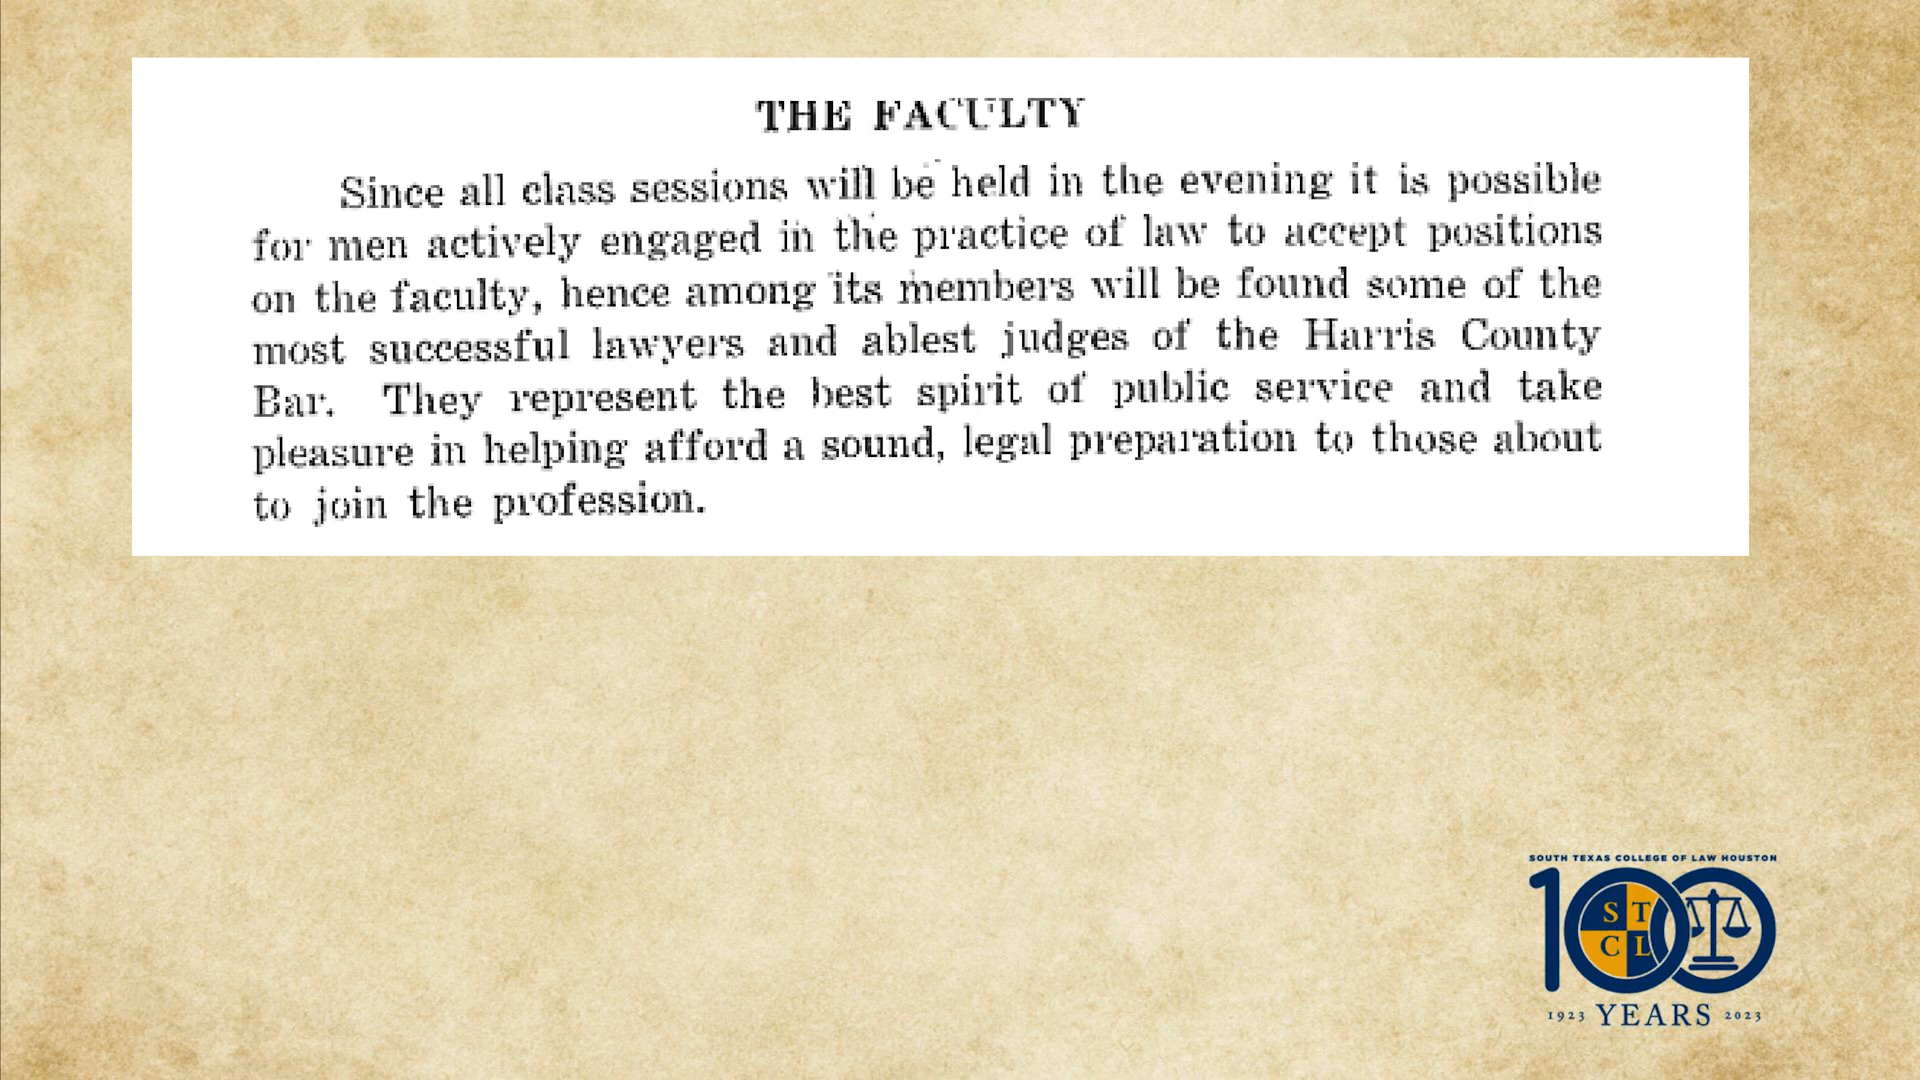 THE FACULTY
Since all class sessions will be held in the evening it is possible
for men actively engaged in the practice of law to accept positions
on the faculty, hence among its members will be found some of the
most successful lawyers and ablest judges of the Harris County
Bar. They represent the best spirit of public service and take
pleasure in helping afford a sound, legal preparation to those about
to join the profession.
SOUTH TEXAS COLLEGE OF LAW HOUSTON
100
S T
C L
1923 YEARS 2023